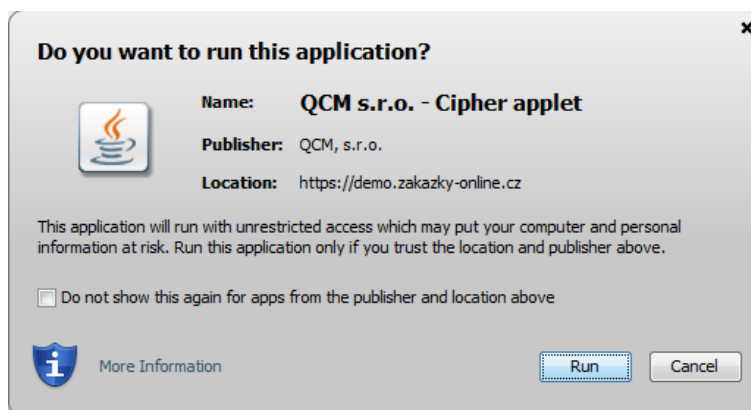 Do you want to run this application?
Name: QCM s.r.o. - Cipher applet
Publisher: QCM, s.r.o.
Location: https://demo.zakazky-online.cz
This application will run with unrestricted access which may put your computer and personal
information at risk. Run this application only if you trust the location and publisher above.
Do not show this again for apps from the publisher and location above
More Information
Run
Cancel